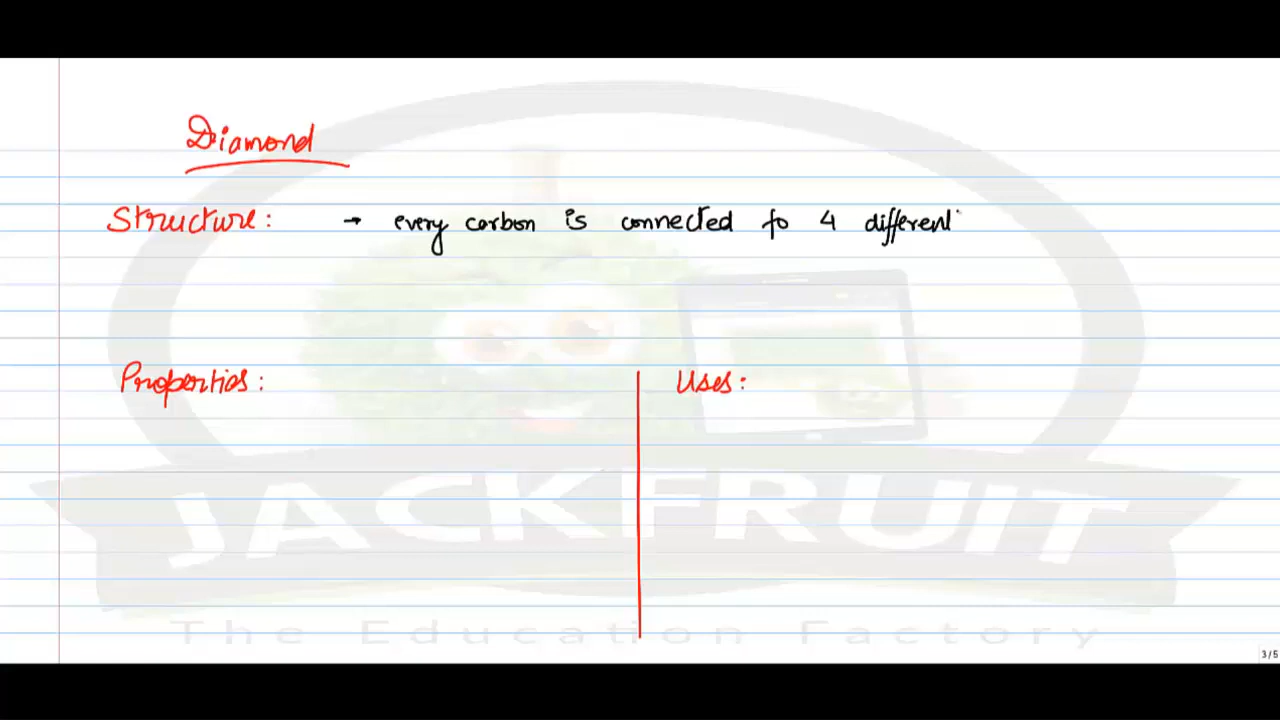 Diamond
Structure: → every carbon is connected to 4 different
Properties: Uses:
JACKFRUIT
The Education Factory
3/5